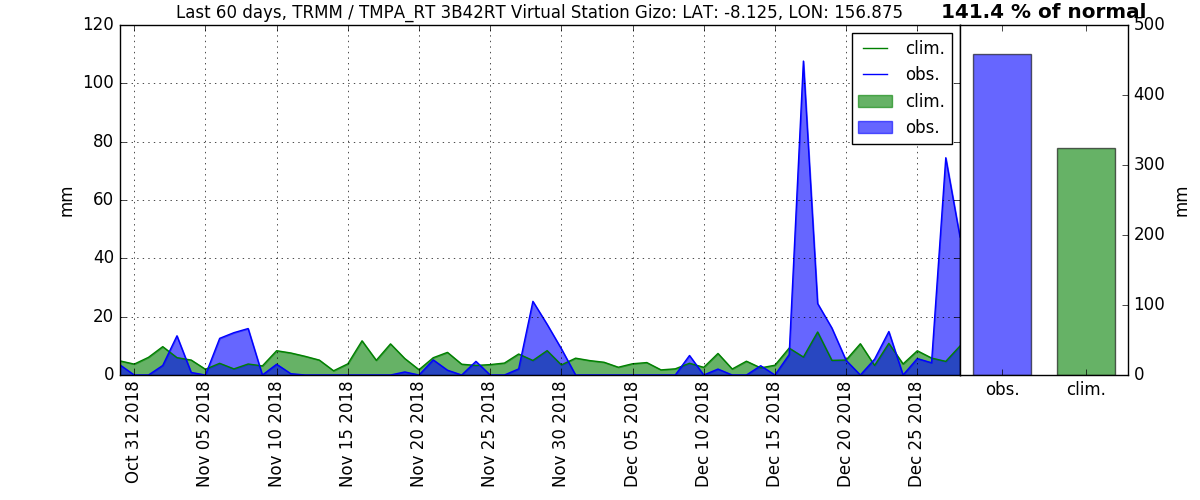 Last 60 days, TRMM / TMPA_RT 3B42RT Virtual Station Gizo: LAT: -8.125, LON: 156.875
141.4 % of normal
120
100
80
60
40
20
0
mm
clim.
obs.
clim.
obs.
500
400
300
200
100
0
mm
Oct 31 2018
Nov 05 2018
Nov 10 2018
Nov 15 2018
Nov 20 2018
Nov 25 2018
Nov 30 2018
Dec 05 2018
Dec 10 2018
Dec 15 2018
Dec 20 2018
Dec 25 2018
obs.
clim.